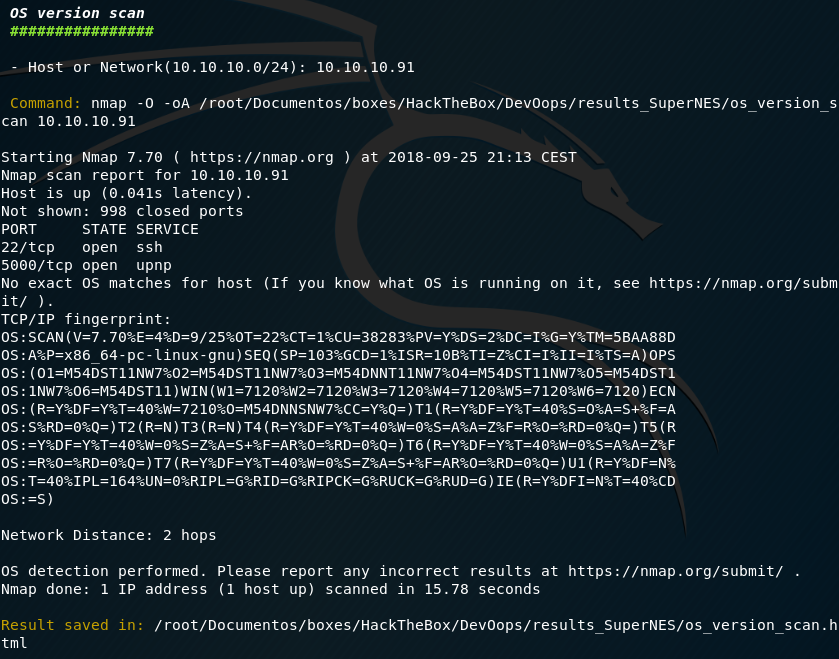 OS version scan
################
- Host or Network(10.10.10.0/24): 10.10.10.91
Command: nmap -O -oA /root/Documentos/boxes/HackTheBox/DevOops/results_SuperNES/os_version_s
can 10.10.10.91
Starting Nmap 7.70 ( https://nmap.org ) at 2018-09-25 21:13 CEST
Nmap scan report for 10.10.10.91
Host is up (0.041s latency).
Not shown: 998 closed ports
PORT     STATE SERVICE
22/tcp   open  ssh
5000/tcp open  upnp
No exact OS matches for host (If you know what OS is running on it, see https://nmap.org/subm
it/ ).
TCP/IP fingerprint:
OS:SCAN(V=7.70%E=4%D=9/25%OT=22%CT=1%CU=38283%PV=Y%DS=2%DC=I%G=Y%TM=5BAA88D
OS:A%P=x86_64-pc-linux-gnu)SEQ(SP=103%GCD=1%ISR=10B%TI=Z%CI=I%II=I%TS=A)OPS
OS:(O1=M54DST11NW7%O2=M54DST11NW7%O3=M54DNNT11NW7%O4=M54DST11NW7%O5=M54DST1
OS:1NW7%O6=M54DST11)WIN(W1=7120%W2=7120%W3=7120%W4=7120%W5=7120%W6=7120)ECN
OS:(R=Y%DF=Y%T=40%W=7210%O=M54DNNSNW7%CC=Y%Q=)T1(R=Y%DF=Y%T=40%S=O%A=S+%F=A
OS:S%RD=0%Q=)T2(R=N)T3(R=N)T4(R=Y%DF=Y%T=40%W=0%S=A%A=Z%F=R%O=%RD=0%Q=)T5(R
OS:=Y%DF=Y%T=40%W=0%S=Z%A=S+%F=AR%O=%RD=0%Q=)T6(R=Y%DF=Y%T=40%W=0%S=A%A=Z%F
OS:=R%O=%RD=0%Q=)T7(R=Y%DF=Y%T=40%W=0%S=Z%A=S+%F=AR%O=%RD=0%Q=)U1(R=Y%DF=N%
OS:T=40%IPL=164%UN=0%RIPL=G%RID=G%RIPCK=G%RUCK=G%RUD=G)IE(R=Y%DFI=N%T=40%CD
OS:=S)
Network Distance: 2 hops
OS detection performed. Please report any incorrect results at https://nmap.org/submit/ .
Nmap done: 1 IP address (1 host up) scanned in 15.78 seconds
Result saved in: /root/Documentos/boxes/HackTheBox/DevOops/results_SuperNES/os_version_scan.h
tml